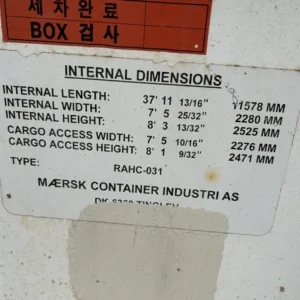 세차완료
BOX 검사
INTERNAL DIMENSIONS
INTERNAL LENGTH: 37' 11 13/16" 11578 MM
INTERNAL WIDTH: 7' 5 25/32" 2280 MM
INTERNAL HEIGHT: 8' 3 13/32" 2525 MM
CARGO ACCESS WIDTH: 7' 5 10/16" 2276 MM
CARGO ACCESS HEIGHT: 8' 1 9/32" 2471 MM
TYPE: RAHC-031
MÆRSK CONTAINER INDUSTRI AS
DK-6360 TINGLEV